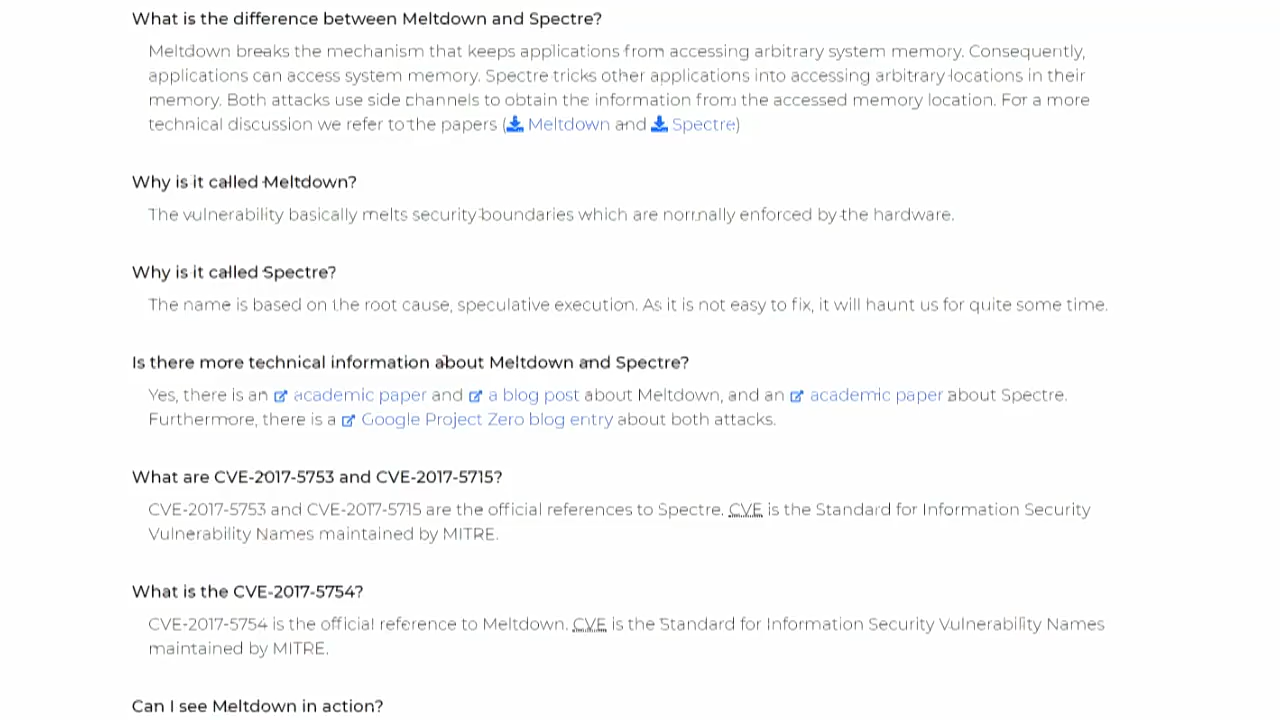 What is the difference between Meltdown and Spectre?
Meltdown breaks the mechanism that keeps applications from accessing arbitrary system memory. Consequently,
applications can access system memory. Spectre tricks other applications into accessing arbitrary locations in their
memory. Both attacks use side channels to obtain the information from the accessed memory location. For a more
technical discussion we refer to the papers ( Meltdown and Spectre)
Why is it called Meltdown?
The vulnerability basically melts security boundaries which are normally enforced by the hardware.
Why is it called Spectre?
The name is based on the root cause, speculative execution. As it is not easy to fix, it will haunt us for quite some time.
Is there more technical information about Meltdown and Spectre?
Yes, there is an academic paper and a blog post about Meltdown, and an academic paper about Spectre.
Furthermore, there is a Google Project Zero blog entry about both attacks.
What are CVE-2017-5753 and CVE-2017-5715?
CVE-2017-5753 and CVE-2017-5715 are the official references to Spectre. CVE is the Standard for Information Security
Vulnerability Names maintained by MITRE.
What is the CVE-2017-5754?
CVE-2017-5754 is the official reference to Meltdown. CVE is the Standard for Information Security Vulnerability Names
maintained by MITRE.
Can I see Meltdown in action?